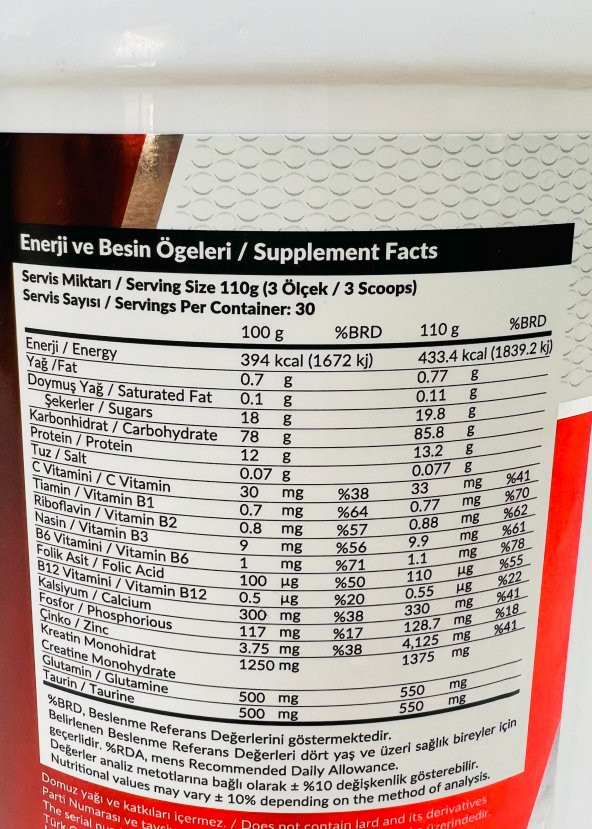 Enerji ve Besin Ögeleri / Supplement Facts
Servis Miktarı / Serving Size 110g (3 Ölçek / 3 Scoops)
Servis Sayısı / Servings Per Container: 30
100 g %BRD 110 g %BRD
Enerji / Energy 394 kcal (1672 kj) 433.4 kcal (1839.2 kj)
Yağ /Fat 0.7 g 0.77 g
Doymuş Yağ / Saturated Fat 0.1 g 0.11 g
Şekerler / Sugars 18 g 19.8 g
Karbonhidrat / Carbohydrate 78 g 85.8 g
Protein / Protein 12 g 13.2 g
Tuz / Salt 0.07 g 0.077 g
C Vitamini / C Vitamin 30 mg %38 33 mg %41
Tiamin / Vitamin B1 0.7 mg %64 0.77 mg %70
Riboflavin / Vitamin B2 0.8 mg %57 0.88 mg %62
Nasin / Vitamin B3 9 mg %56 9.9 mg %61
B6 Vitamini / Vitamin B6 1 mg %71 1.1 mg %78
Folik Asit / Folic Acid 100 µg %50 110 µg %55
B12 Vitamini / Vitamin B12 0.5 µg %20 0.55 µg %22
Kalsiyum / Calcium 300 mg %38 330 mg %41
Fosfor / Phosphorious 117 mg %17 128.7 mg %18
Çinko / Zinc 3.75 mg %38 4,125 mg %41
Kreatin Monohidrat 1250 mg 1375 mg
Creatine Monohydrate
Glutamin / Glutamine 500 mg 550 mg
Taurin / Taurine 500 mg 550 mg
%BRD, Beslenme Referans Değerlerini göstermektedir.
Belirlenen Beslenme Referans Değerleri dört yaş ve üzeri sağlık bireyler için
geçerlidir. %RDA, mens Recommended Daily Allowance.
Değerler analiz metotlarına bağlı olarak ± %10 değişkenlik gösterebilir.
Nutritional values may vary ± 10% depending on the method of analysis.
Domuz yağı ve katkıları içermez. / Does not contain lard and its derivatives
Parti Numarası ve üzerindedir.
The serial
Türk